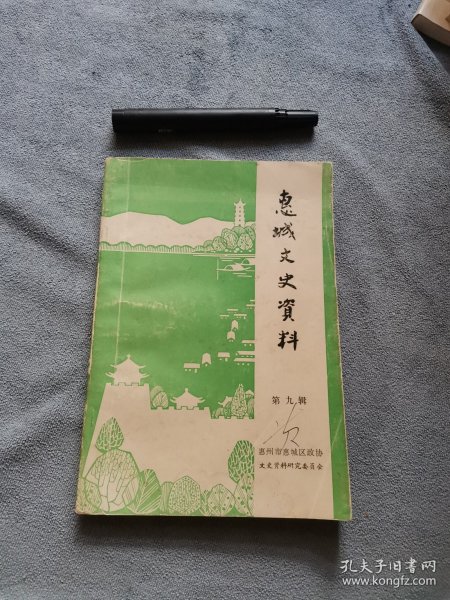 惠城文史資料
第九辑
惠州市惠城区政协
文史资料研究委员会
孔夫子旧书网
www.kongfz.com